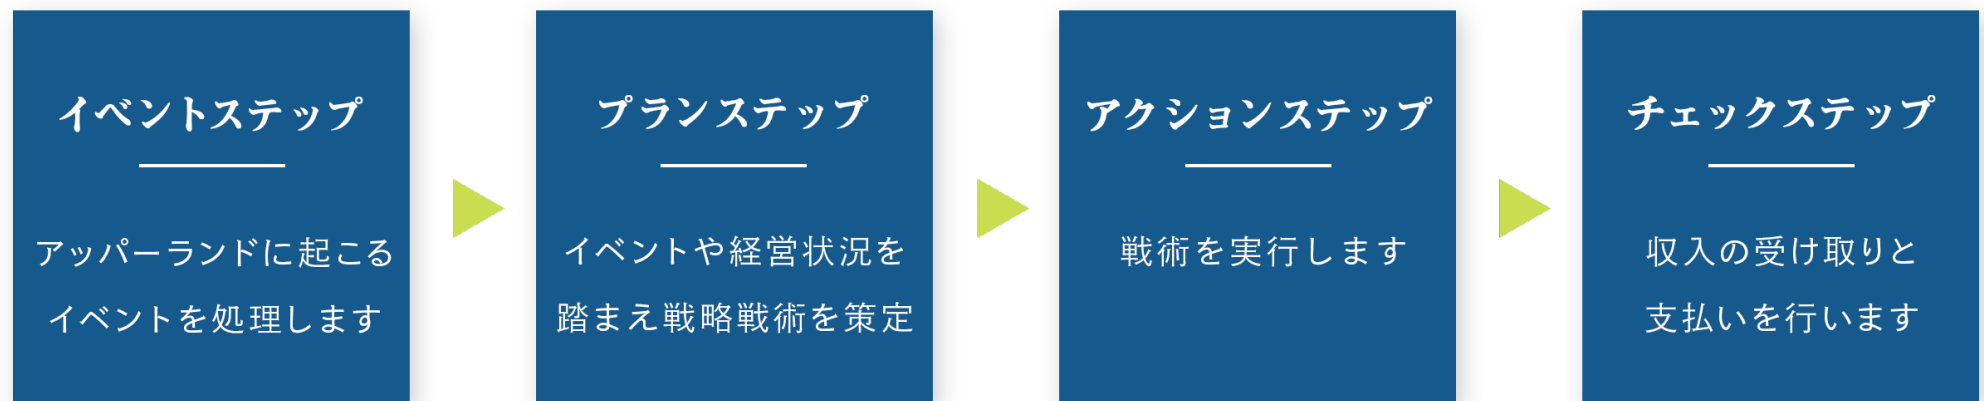 イベントステップ
アッパーランドに起こる
イベントを処理します
プランステップ
イベントや経営状況を
踏まえ戦略戦術を策定
アクションステップ
戦術を実行します
チェックステップ
収入の受け取りと
支払いを行います